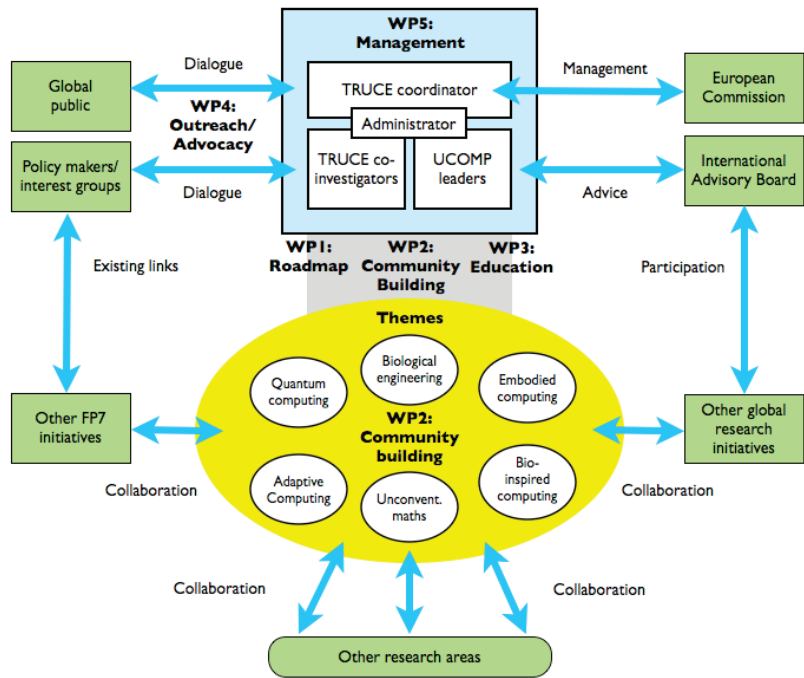 WP5:
Management
Dialogue
Global
public
TRUCE coordinator
Management
European
Commission
WP4:
Outreach/
Advocacy
Administrator
Policy makers/
interest groups
TRUCE co-
investigators
UCOMP
leaders
International
Advisory Board
Dialogue
Advice
WP1:
Roadmap
WP2:
Community
Building
WP3:
Education
Existing links
Participation
Themes
Quantum
computing
Biological
engineering
Embodied
computing
Other FP7
initiatives
WP2:
Community
building
Other global
research
initiatives
Collaboration
Adaptive
Computing
Unconvent.
maths
Bio-
inspired
computing
Collaboration
Collaboration
Collaboration
Other research areas